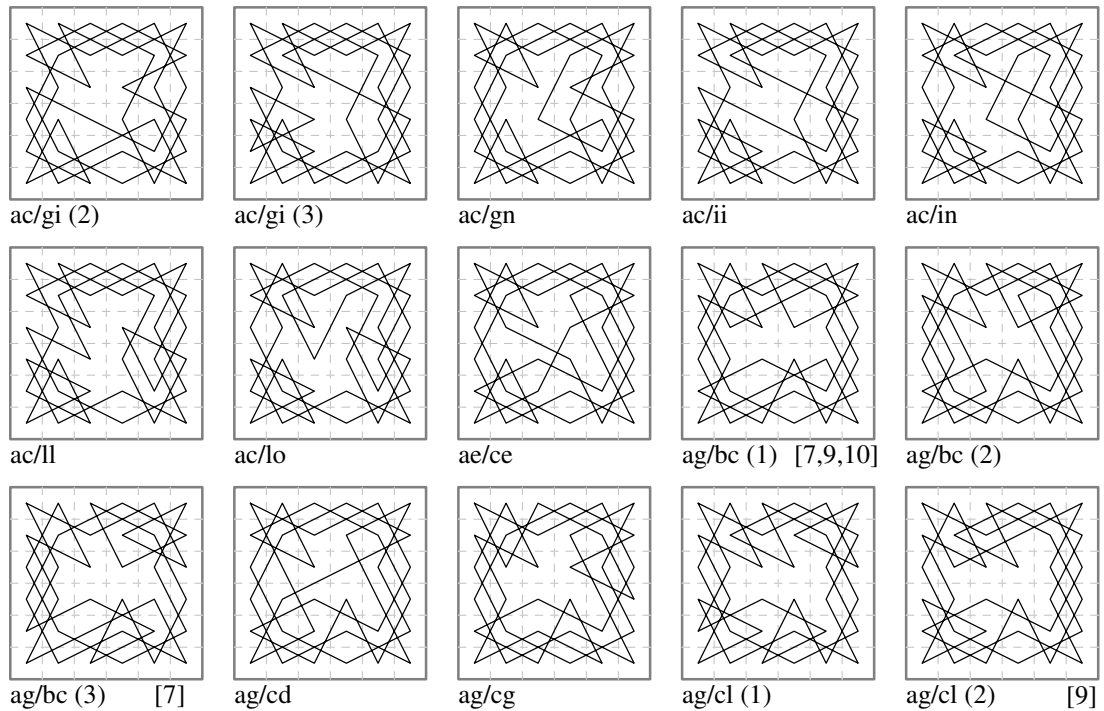 ac/gi (2) ac/gi (3) ac/gn ac/ii ac/in
ac/ll ac/lo ae/ce ag/bc (1) [7,9,10] ag/bc (2)
ag/bc (3) [7] ag/cd ag/cg ag/cl (1) ag/cl (2) [9]